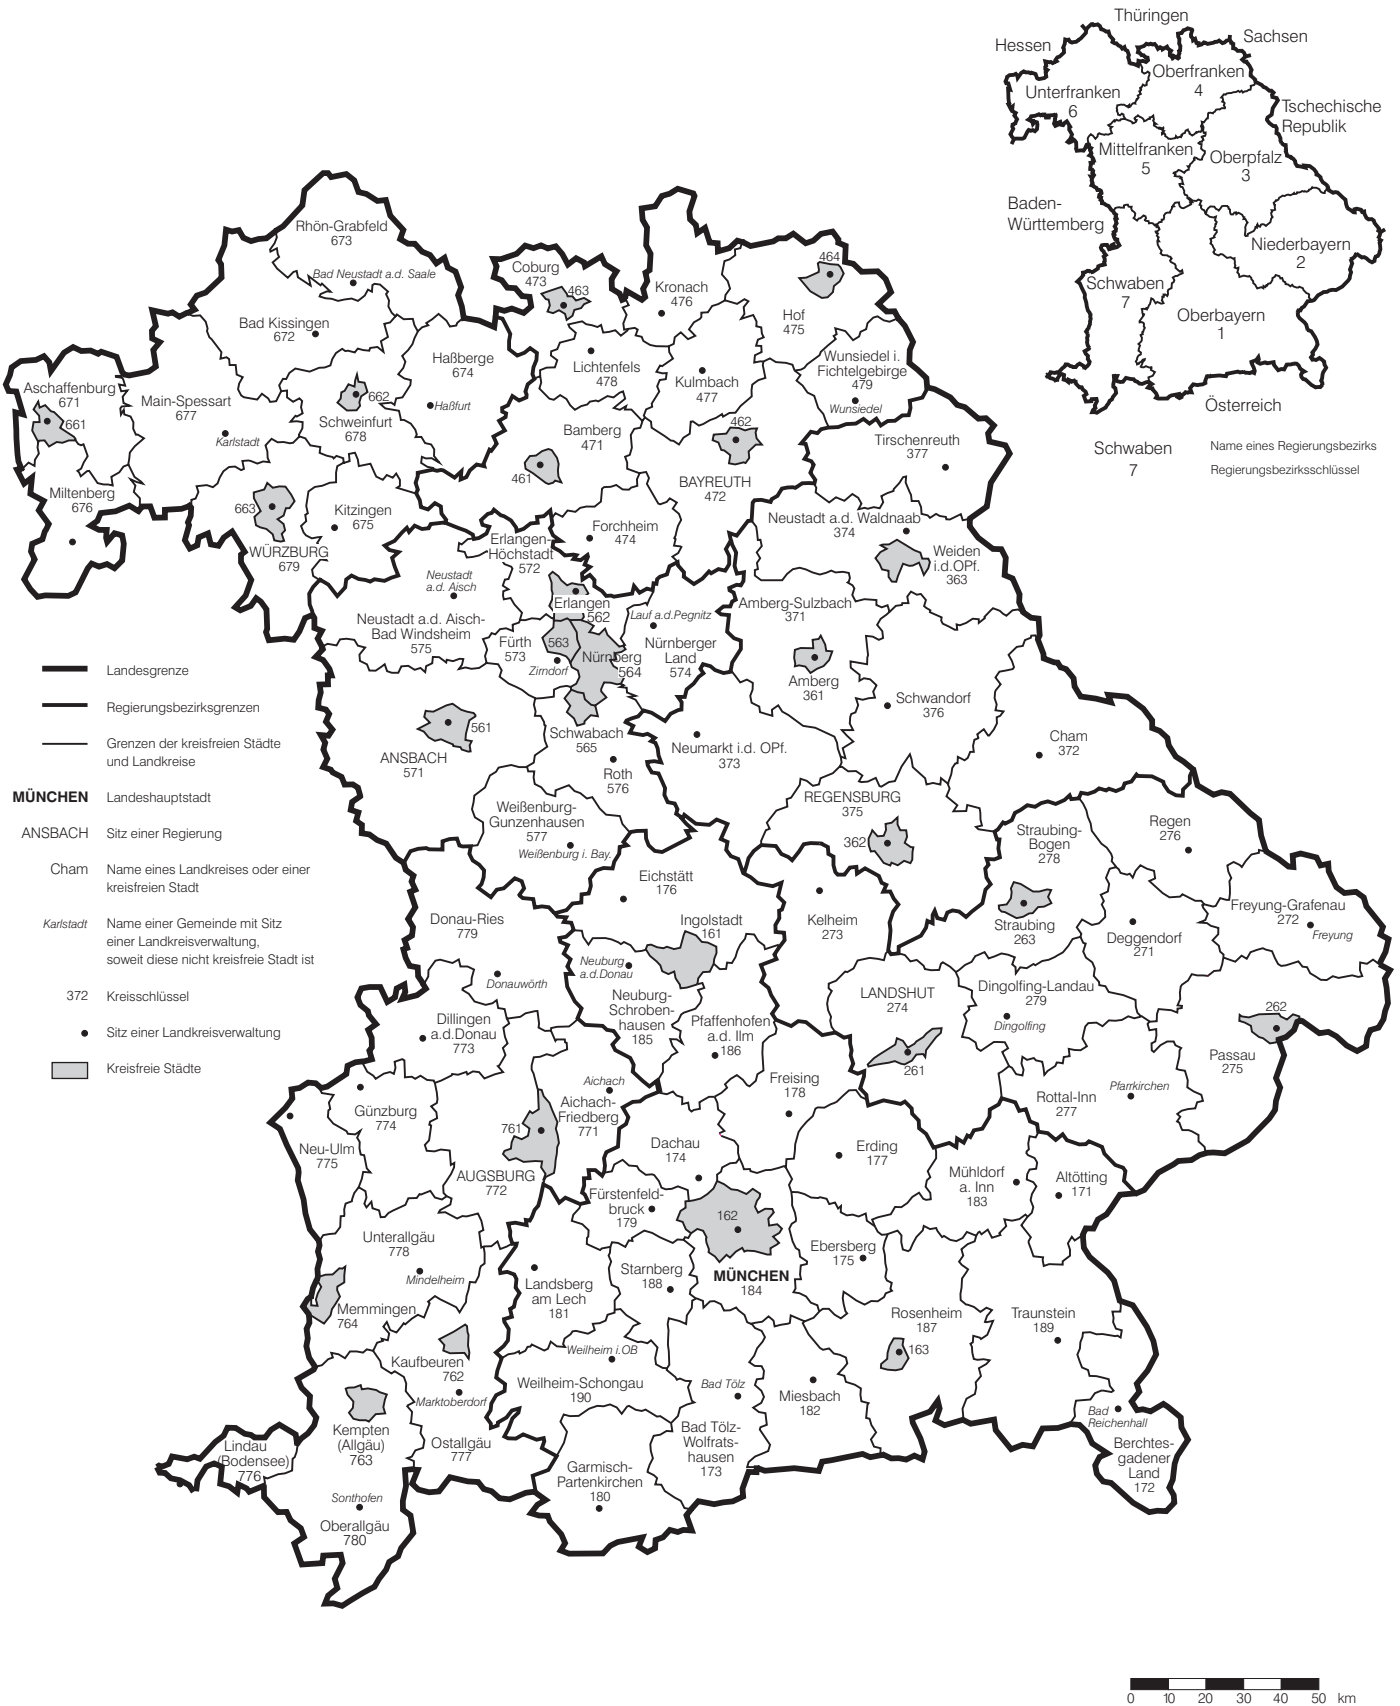 Thüringen
Hessen
Sachsen
Oberfranken
4
Unterfranken
6
Tschechische
Republik
Mittelfranken
5
Oberpfalz
3
Baden-
Württemberg
Niederbayern
2
Schwaben
7
Oberbayern
1
Österreich
Schwaben
7
Name eines Regierungsbezirks
Regierungsbezirksschlüssel
Rhön-Grabfeld
673
Bad Neustadt a.d. Saale
Coburg
473
463
Kronach
476
464
Hof
475
Bad Kissingen
672
Haßberge
674
Haßfurt
Lichtenfels
478
Kulmbach
477
Wunsiedel i.
Fichtelgebirge
479
Wunsiedel
Aschaffenburg
671
661
Main-Spessart
677
Karlstadt
662
Schweinfurt
678
Bamberg
471
461
462
BAYREUTH
472
Tirschenreuth
377
Miltenberg
676
663
WÜRZBURG
679
Kitzingen
675
Forchheim
474
Erlangen-
Höchstadt
572
Neustadt a.d. Waldnaab
374
Weiden
i.d.OPf.
363
Neustadt
a.d. Aisch
Neustadt a.d. Aisch-
Bad Windsheim
575
Erlangen
562
Lauf a.d.Pegnitz
Nürnberger
Land
574
Amberg-Sulzbach
371
Fürth
573
563
Zirndorf
Nürnberg
564
Amberg
361
Schwandorf
376
561
ANSBACH
571
Schwabach
565
Roth
576
Neumarkt i.d. OPf.
373
Cham
372
Weißenburg-
Gunzenhausen
577
Weißenburg i. Bay.
REGENSBURG
375
362
Straubing-
Bogen
278
Regen
276
Eichstätt
176
Straubing
263
Freyung-Grafenau
272
Freyung
Donau-Ries
779
Donauwörth
Ingolstadt
161
Kelheim
273
Deggendorf
271
Neuburg
a.d.Donau
Neuburg-
Schroben-
hausen
185
LANDSHUT
274
261
Dingolfing-Landau
279
Dingolfing
262
Passau
275
Dillingen
a.d.Donau
773
Pfaffenhofen
a.d. Ilm
186
Freising
178
Rottal-Inn
277
Pfarrkirchen
Günzburg
774
Aichach
Aichach-
Friedberg
771
761
AUGSBURG
772
Neu-Ulm
775
Dachau
174
Erding
177
Mühldorf
a. Inn
183
Altötting
171
Fürstenfeld-
bruck
179
162
MÜNCHEN
184
Ebersberg
175
Unterallgäu
778
Mindelheim
Landsberg
am Lech
181
Starnberg
188
Memmingen
764
Rosenheim
187
163
Traunstein
189
Kaufbeuren
762
Marktoberdorf
Weilheim i.OB
Weilheim-Schongau
190
Bad Tölz
Bad Tölz-
Wolfrats-
hausen
173
Miesbach
182
Bad
Reichenhall
Berchtes-
gadener
Land
172
Kempten
(Allgäu)
763
Ostallgäu
777
Lindau
(Bodensee)
776
Garmisch-
Partenkirchen
180
Sonthofen
Oberallgäu
780
Landesgrenze
Regierungsbezirksgrenzen
Grenzen der kreisfreien Städte
und Landkreise
MÜNCHEN Landeshauptstadt
ANSBACH Sitz einer Regierung
Cham Name eines Landkreises oder einer
kreisfreien Stadt
Karlstadt Name einer Gemeinde mit Sitz
einer Landkreisverwaltung,
soweit diese nicht kreisfreie Stadt ist
372 Kreisschlüssel
Sitz einer Landkreisverwaltung
Kreisfreie Städte
0 10 20 30 40 50 km